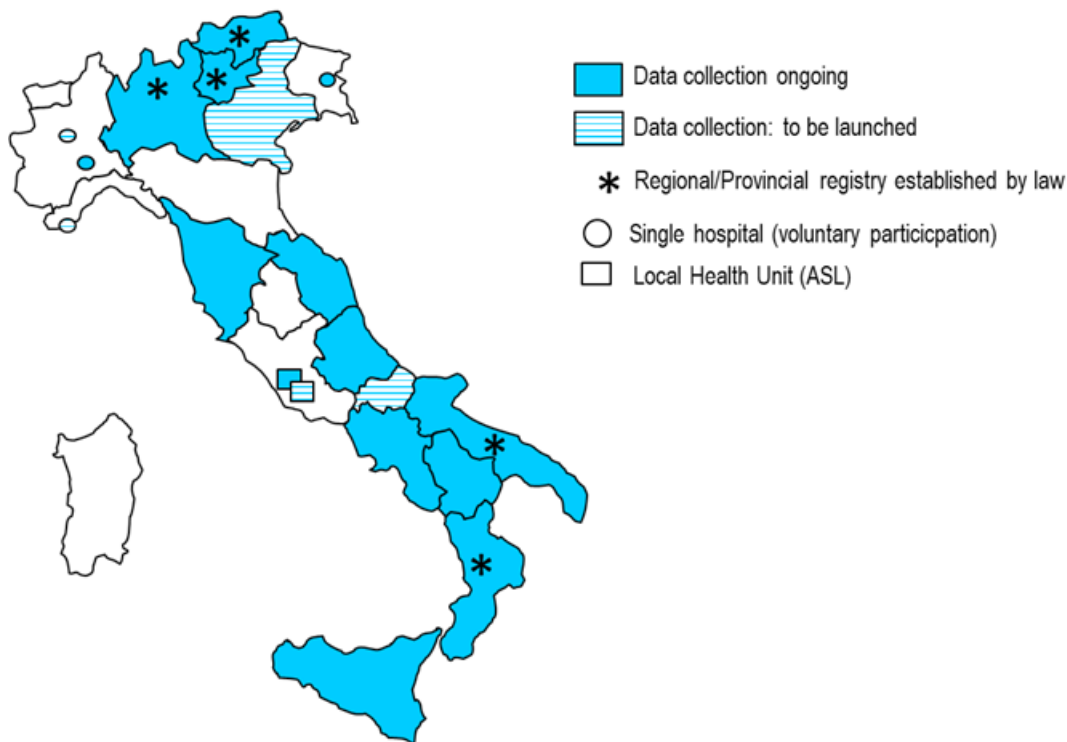 Data collection ongoing
Data collection: to be launched
* Regional/Provincial registry established by law
Single hospital (voluntary particicpation)
Local Health Unit (ASL)